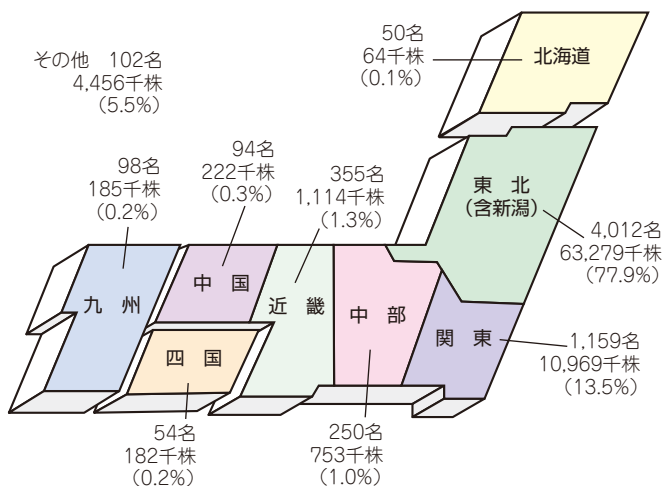 その他　102名
4,456千株
(5.5%)
50名
64千株
(0.1%)
北海道
98名
185千株
(0.2%)
94名
222千株
(0.3%)
355名
1,114千株
(1.3%)
東　北
(含新潟)
4,012名
63,279千株
(77.9%)
九　州
中　国
近　畿
中　部
関　東
四　国
1,159名
10,969千株
(13.5%)
54名
182千株
(0.2%)
250名
753千株
(1.0%)